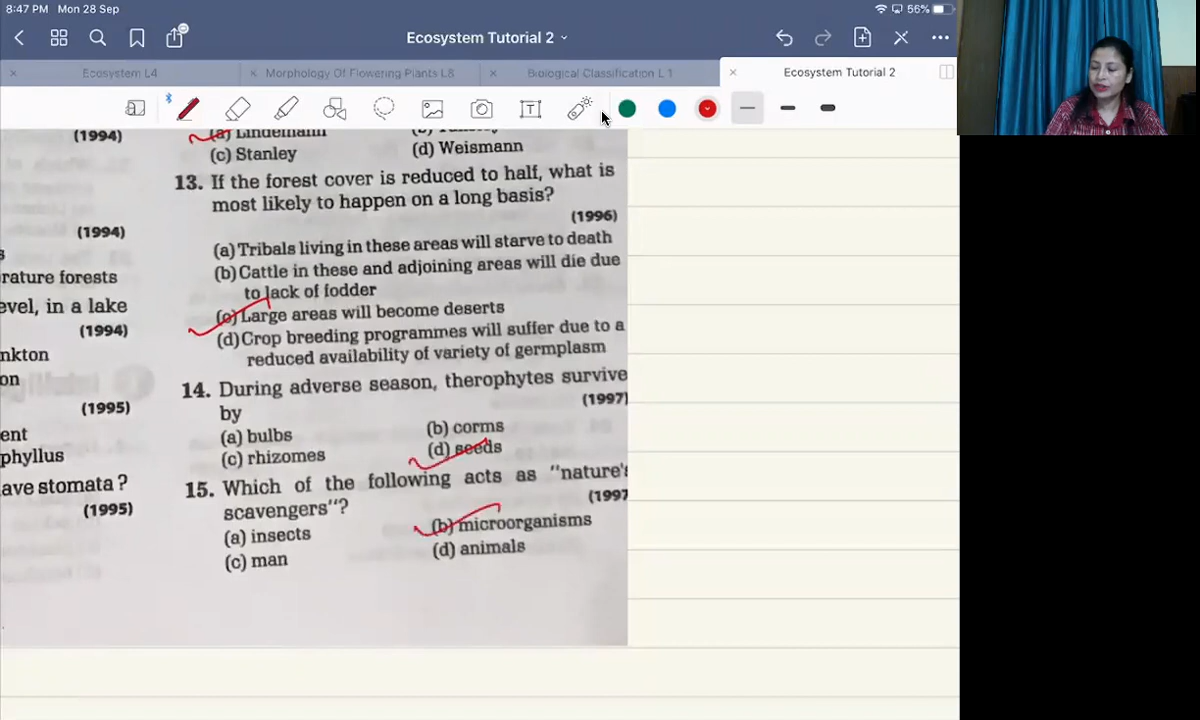 8:47 PM Mon 28 Sep
56%
Ecosystem Tutorial 2
Ecosystem L4
Morphology Of Flowering Plants L8
Biological Classification L 1
Ecosystem Tutorial 2
(1994)
(a) Lindemann
(c) Stanley
(d) Weismann
13. If the forest cover is reduced to half, what is
most likely to happen on a long basis?
(1996)
(1994)
(a) Tribals living in these areas will starve to death
(b) Cattle in these and adjoining areas will die due
to lack of fodder
rature forests
(c) Large areas will become deserts
evel, in a lake
(1994)
(d) Crop breeding programmes will suffer due to a
reduced availability of variety of germplasm
nkton
on
14. During adverse season, therophytes survive
by
(1997)
(1995)
(a) bulbs
(b) corms
ent
(c) rhizomes
(d) seeds
phyllus
ave stomata?
15. Which of the following acts as "nature's
scavengers"?
(1997
(1995)
(a) insects
(b) microorganisms
(c) man
(d) animals